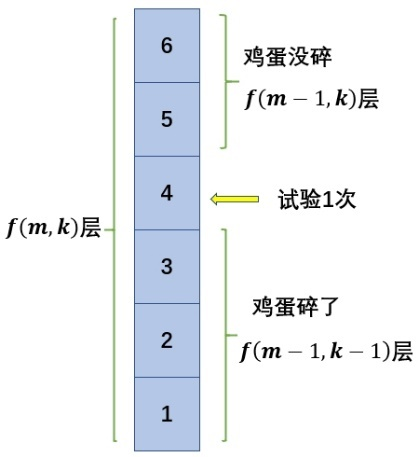 6
鸡蛋没碎
f(m − 1, k)层
5
4
试验1次
f(m, k)层
3
鸡蛋碎了
2
f(m − 1, k − 1)层
1